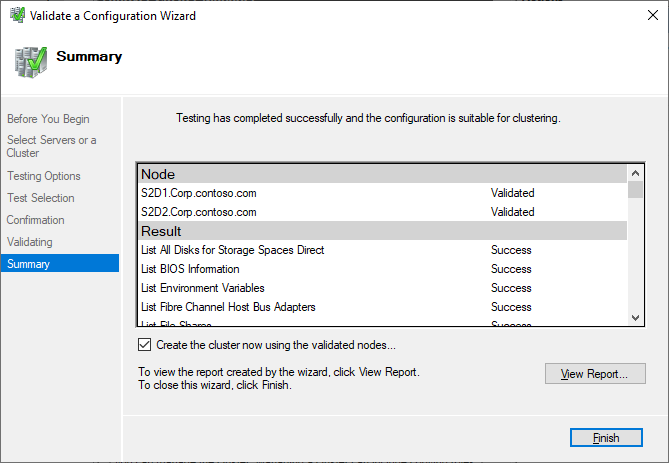 Validate a Configuration Wizard
Summary
Before You Begin
Select Servers or a
Cluster
Testing Options
Test Selection
Confirmation
Validating
Summary
Testing has completed successfully and the configuration is suitable for clustering.
Node
S2D1.Corp.contoso.com Validated
S2D2.Corp.contoso.com Validated
Result
List All Disks for Storage Spaces Direct Success
List BIOS Information Success
List Environment Variables Success
List Fibre Channel Host Bus Adapters Success
List File Shares Success
Create the cluster now using the validated nodes...
To view the report created by the wizard, click View Report.
To close this wizard, click Finish.
View Report...
Finish